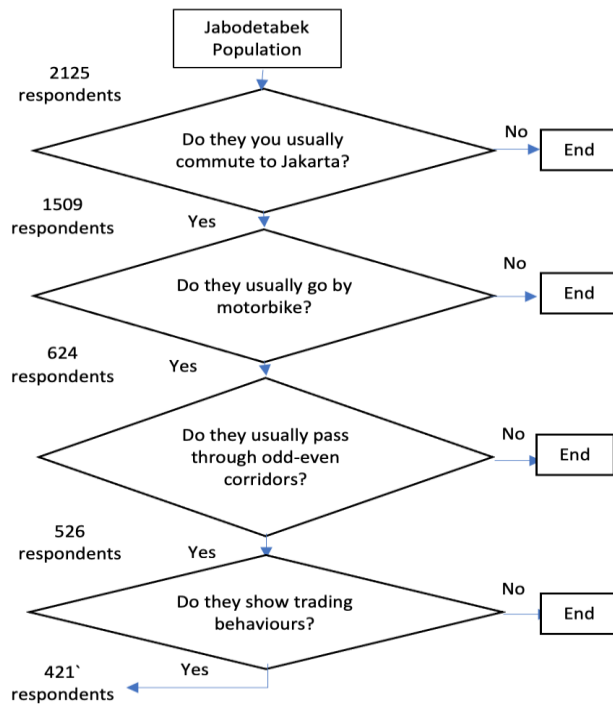 Jabodetabek
Population
2125
respondents
Do they you usually
commute to Jakarta?
No
End
1509
respondents
Yes
Do they usually go by
motorbike?
No
End
624
respondents
Yes
Do they usually pass
through odd-even
corridors?
No
End
526
respondents
Yes
Do they show trading
behaviours?
No
End
421`
respondents
Yes